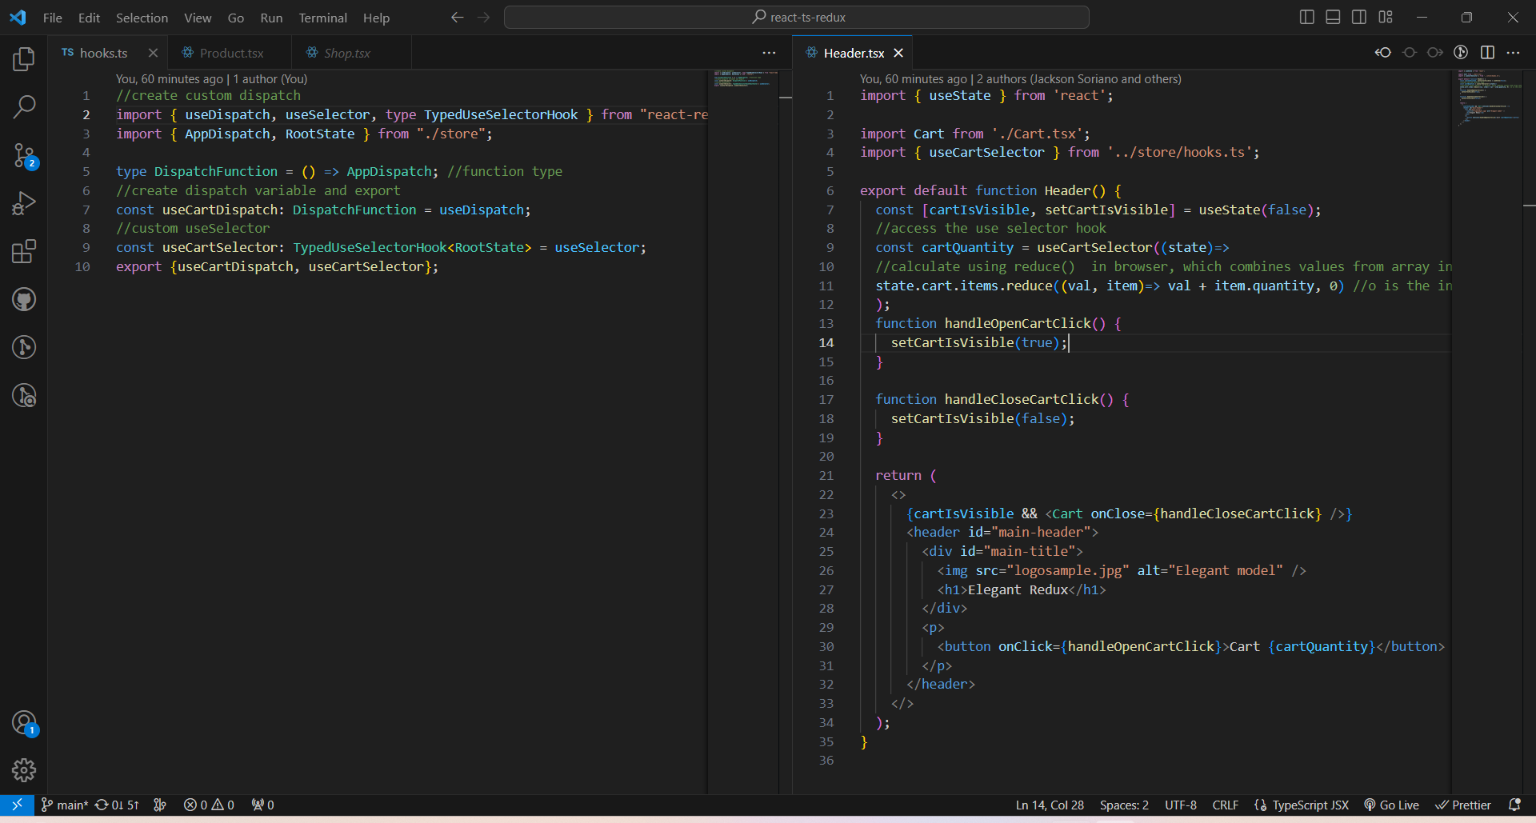 File Edit Selection View Go Run Terminal Help
react-ts-redux
TS hooks.ts
Product.tsx
Shop.tsx
Header.tsx
You, 60 minutes ago | 1 author (You)
1 //create custom dispatch
2 import { useDispatch, useSelector, type TypedUseSelectorHook } from "react-re
3 import { AppDispatch, RootState } from "./store";
4
5 type DispatchFunction = () => AppDispatch; //function type
6 //create dispatch variable and export
7 const useCartDispatch: DispatchFunction = useDispatch;
8 //custom useSelector
9 const useCartSelector: TypedUseSelectorHook<RootState> = useSelector;
10 export {useCartDispatch, useCartSelector};
You, 60 minutes ago | 2 authors (Jackson Soriano and others)
1 import { useState } from 'react';
2
3 import Cart from './Cart.tsx';
4 import { useCartSelector } from '../store/hooks.ts';
5
6 export default function Header() {
7 const [cartIsVisible, setCartIsVisible] = useState(false);
8 //access the use selector hook
9 const cartQuantity = useCartSelector((state)=>
10 //calculate using reduce()  in browser, which combines values from array in
11 state.cart.items.reduce((val, item)=> val + item.quantity, 0) //o is the in
12 );
13 function handleOpenCartClick() {
14 setCartIsVisible(true);
15 }
16
17 function handleCloseCartClick() {
18 setCartIsVisible(false);
19 }
20
21 return (
22 <>
23 {cartIsVisible && <Cart onClose={handleCloseCartClick} />}
24 <header id="main-header">
25 <div id="main-title">
26 <img src="logosample.jpg" alt="Elegant model" />
27 <h1>Elegant Redux</h1>
28 </div>
29 <p>
30 <button onClick={handleOpenCartClick}>Cart {cartQuantity}</button>
31 </p>
32 </header>
33 </>
34 );
35 }
36
2
1
main* 0↓ 5↑ 0 0 0
Ln 14, Col 28 Spaces: 2 UTF-8 CRLF TypeScript JSX Go Live Prettier